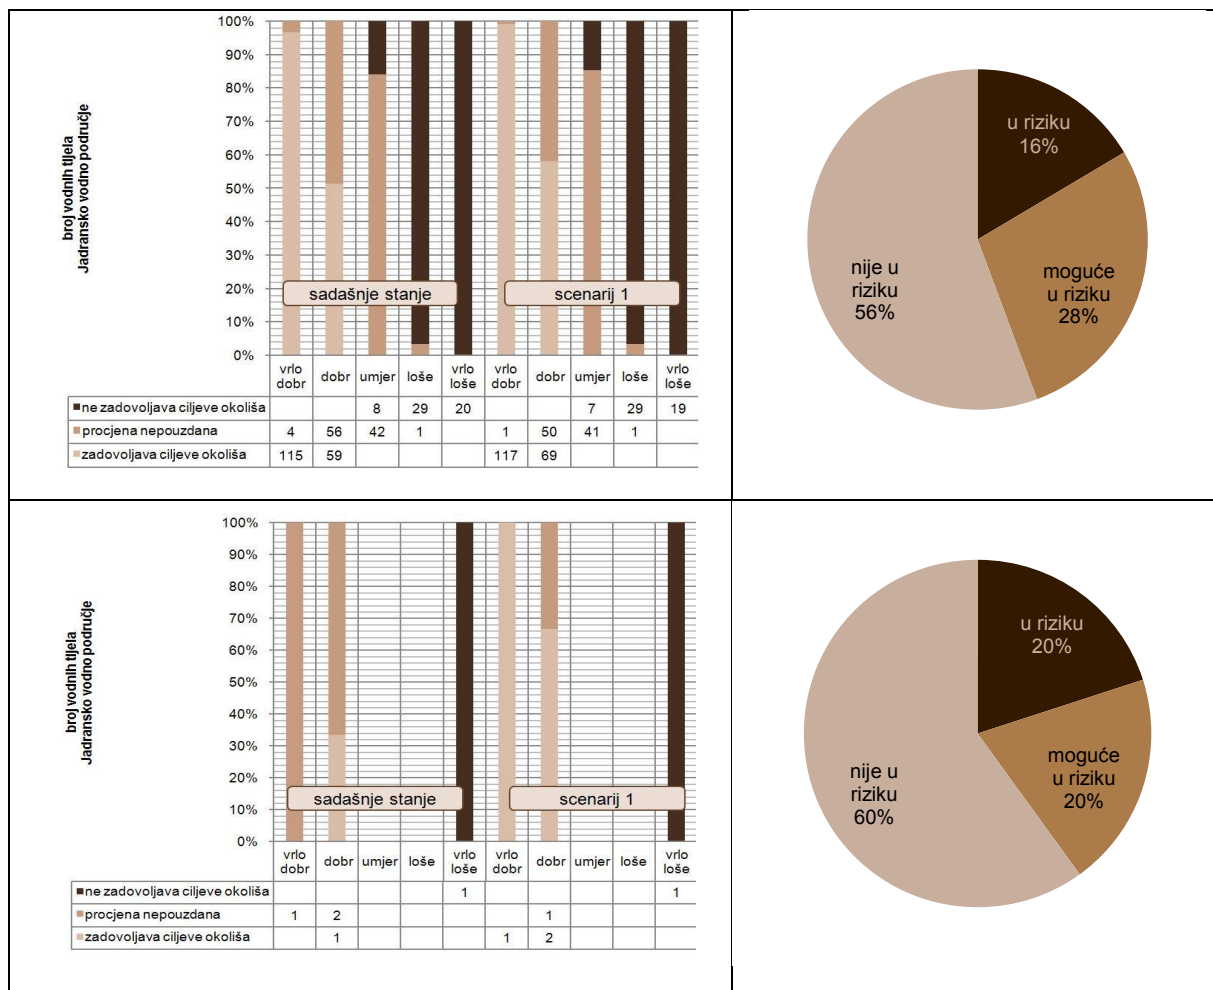 broj vodnih tijela
Jadransko vodno područje
100%
90%
80%
70%
60%
50%
40%
30%
20%
10%
0%
sadašnje stanje
scenarij 1
vrlo dobr umjer loše vrlo vrlo dobr umjer loše vrlo
dobr loše dobr loše
ne zadovoljava ciljeve okoliša 8 29 20 7 29 19
procjena nepouzdana 4 56 42 1 1 50 41 1
zadovoljava ciljeve okoliša 115 59 117 69
u riziku
16%
moguće
u riziku
28%
nije u
riziku
56%
broj vodnih tijela
Jadransko vodno područje
100%
90%
80%
70%
60%
50%
40%
30%
20%
10%
0%
sadašnje stanje
scenarij 1
vrlo dobr umjer loše vrlo vrlo dobr umjer loše vrlo
dobr loše dobr loše
ne zadovoljava ciljeve okoliša 1 1
procjena nepouzdana 1 2 1
zadovoljava ciljeve okoliša 1 1 2
u riziku
20%
moguće
u riziku
20%
nije u
riziku
60%